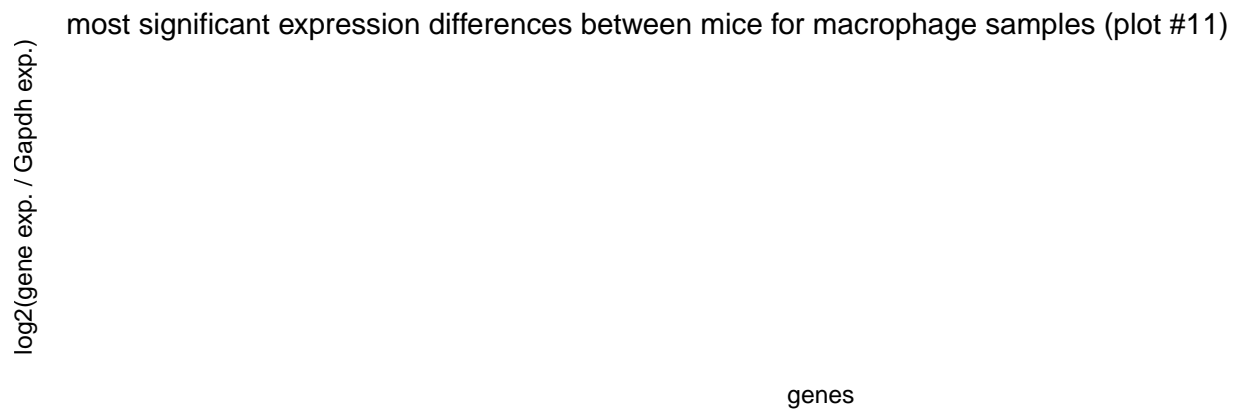 most significant expression differences between mice for macrophage samples (plot #11)
log2(gene exp. / Gapdh exp.)
genes